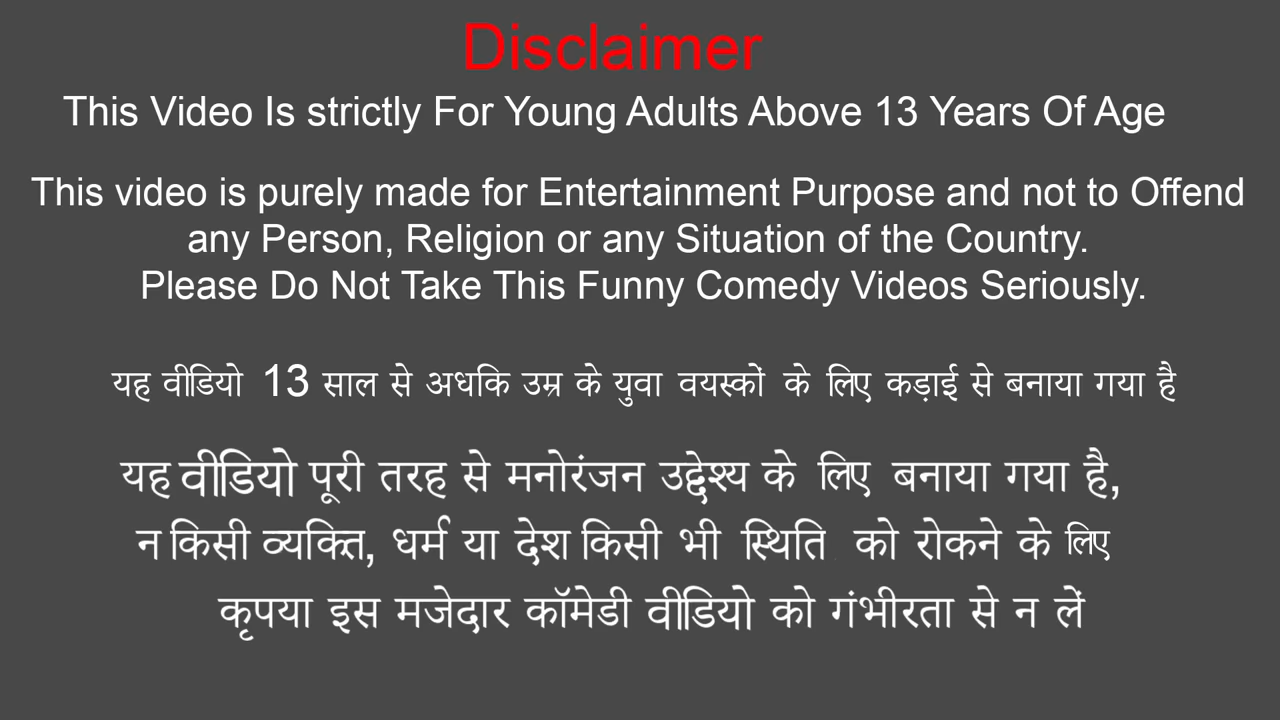 Disclaimer
This Video Is strictly For Young Adults Above 13 Years Of Age
This video is purely made for Entertainment Purpose and not to Offend
any Person, Religion or any Situation of the Country.
Please Do Not Take This Funny Comedy Videos Seriously.
यह वीडियो 13 साल से अधकि उम्र के युवा वयस्कों के लिए कड़ाई से बनाया गया है
यह वीडियो पूरी तरह से मनोरंजन उद्देश्य के लिए बनाया गया है,
न किसी व्यक्ति, धर्म या देश किसी भी स्थिति को रोकने के लिए
कृपया इस मजेदार कॉमेडी वीडियो को गंभीरता से न लें